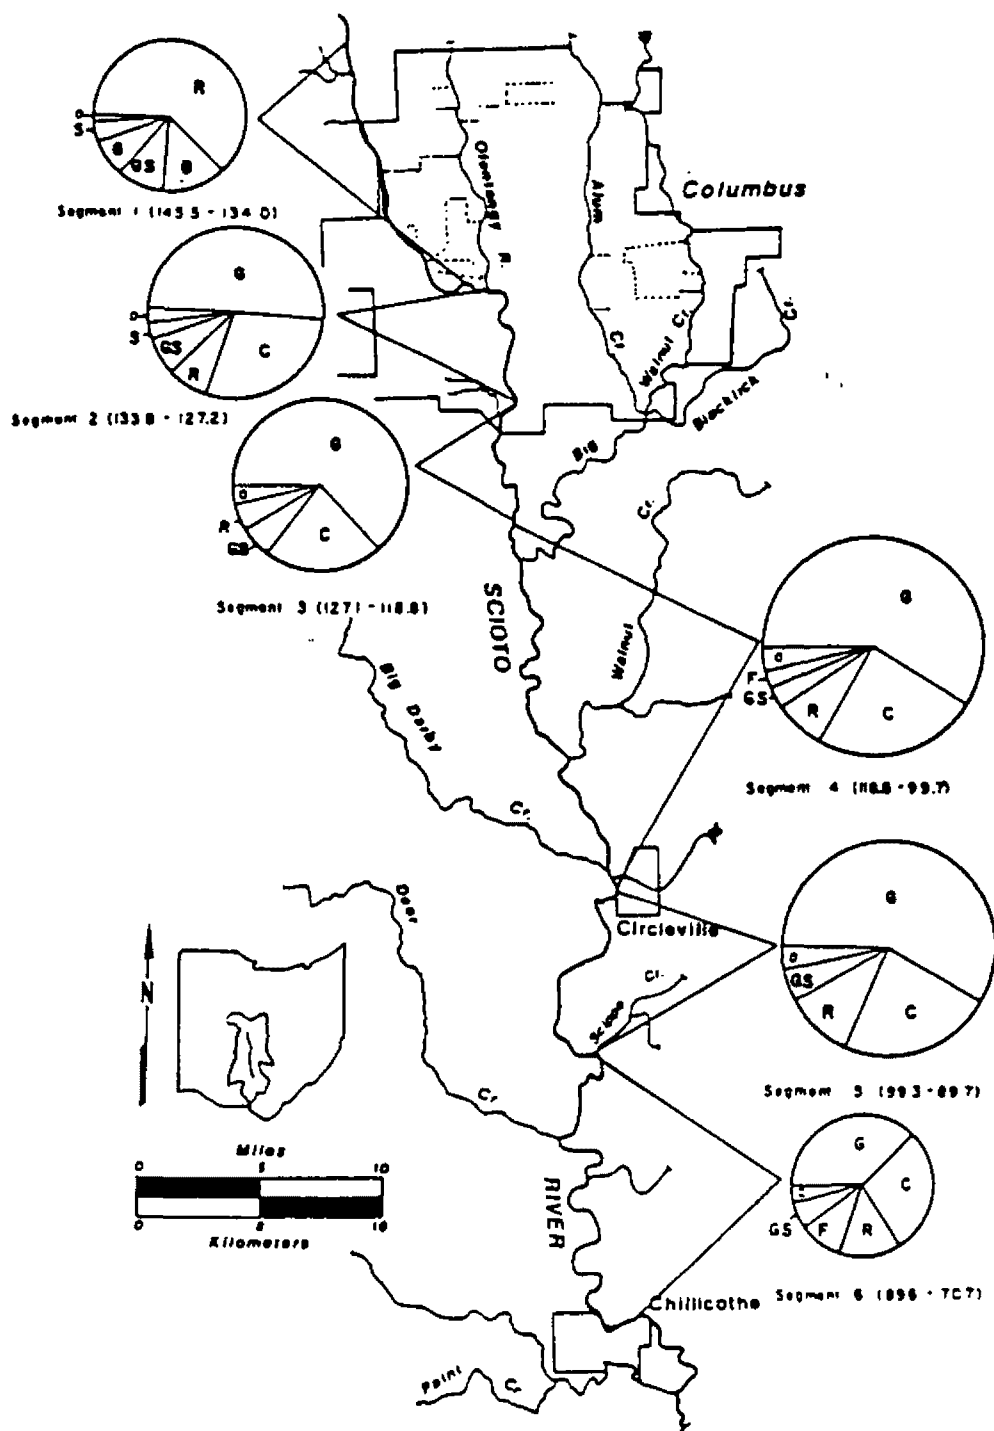 R
o
S
G
GS
B
Segment 1 (145.5 - 134.0)
Olentangy R.
Alum Cr.
Columbus
G
o
S
GS
R
C
Segment 2 (133.8 - 127.2)
Walnut Cr.
Cr.
Blacklick
Big
G
o
R
GS
C
Segment 3 (127.1 - 118.8)
SCIOTO
Cr.
Walnut
Big Darby
Cr.
G
o
F
GS
R
C
Segment 4 (118.8 - 99.7)
Circleville
Deer
Cr.
N
Scippo
Cr.
G
o
GS
R
C
Segment 5 (99.3 - 89.7)
Miles
0 5 10
0 8 16
Kilometers
RIVER
G
C
GS
F
R
Segment 6 (89.6 - 70.7)
Chillicothe
Paint
Cr.